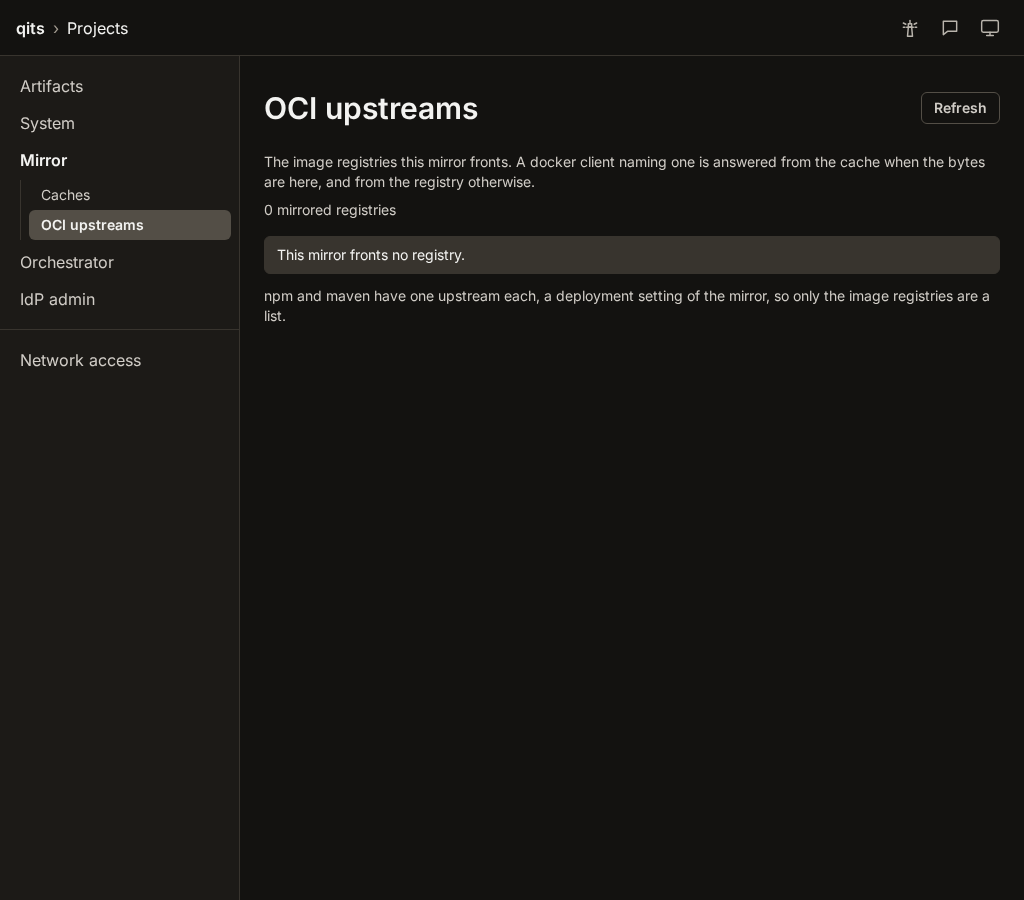 qits › Projects
Artifacts
System
Mirror
Caches
OCI upstreams
Orchestrator
IdP admin
Network access
OCI upstreams
Refresh
The image registries this mirror fronts. A docker client naming one is answered from the cache when the bytes
are here, and from the registry otherwise.
0 mirrored registries
This mirror fronts no registry.
npm and maven have one upstream each, a deployment setting of the mirror, so only the image registries are a
list.